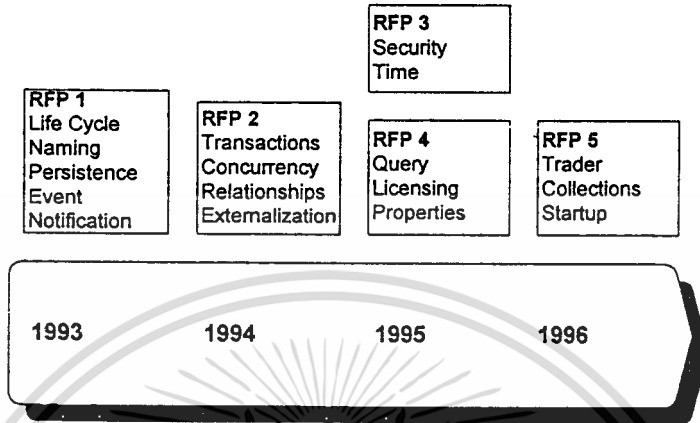 RFP 1
Life Cycle
Naming
Persistence
Event
Notification
RFP 2
Transactions
Concurrency
Relationships
Externalization
RFP 3
Security
Time
RFP 4
Query
Licensing
Properties
RFP 5
Trader
Collections
Startup
1993
1994
1995
1996